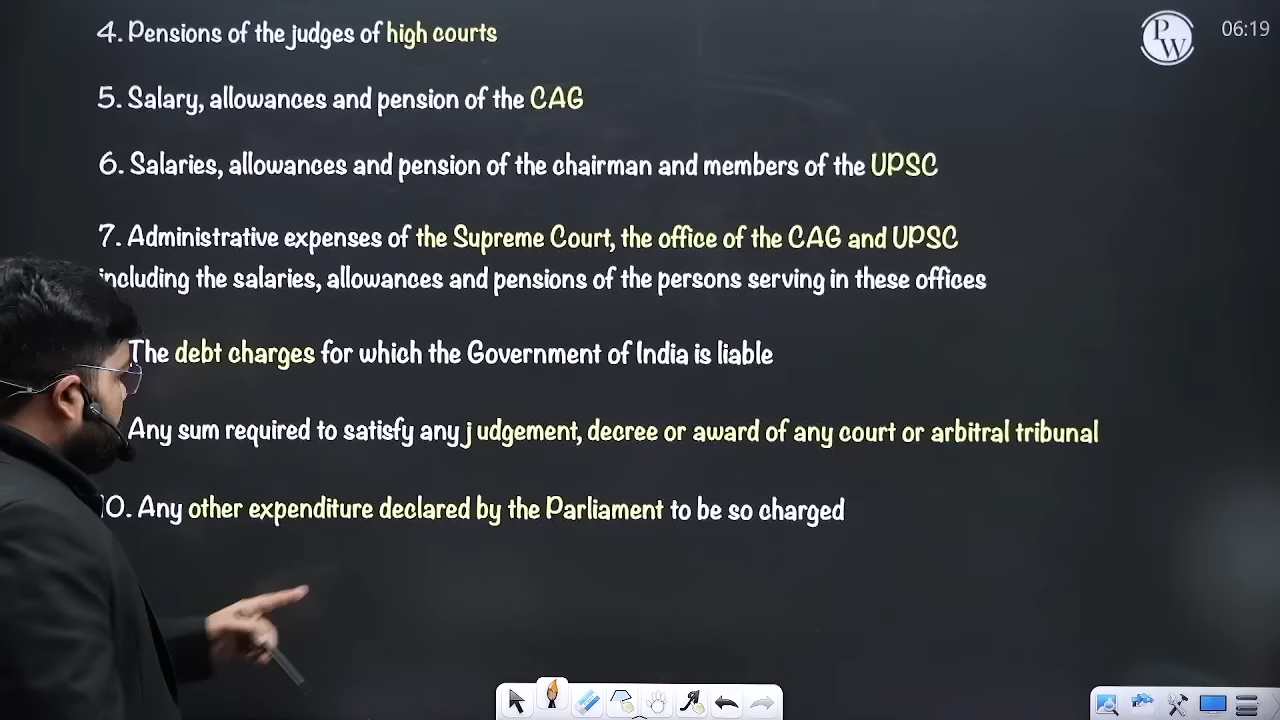 4. Pensions of the judges of high courts
PW
06:19
5. Salary, allowances and pension of the CAG
6. Salaries, allowances and pension of the chairman and members of the UPSC
7. Administrative expenses of the Supreme Court, the office of the CAG and UPSC
including the salaries, allowances and pensions of the persons serving in these offices
The debt charges for which the Government of India is liable
Any sum required to satisfy any j udgement, decree or award of any court or arbitral tribunal
10. Any other expenditure declared by the Parliament to be so charged